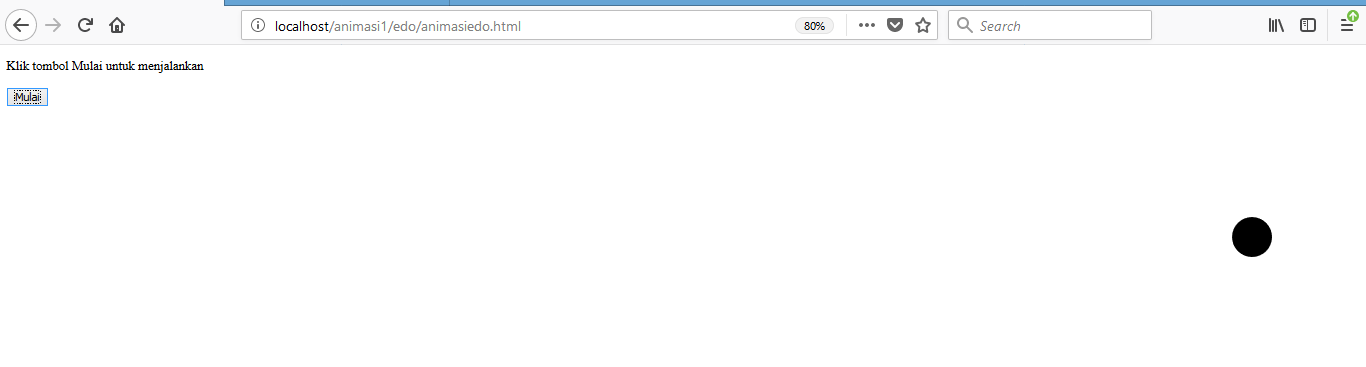 localhost/animasi1/edo/animasiedo.html
80%
Search
Klik tombol Mulai untuk menjalankan
Mulai